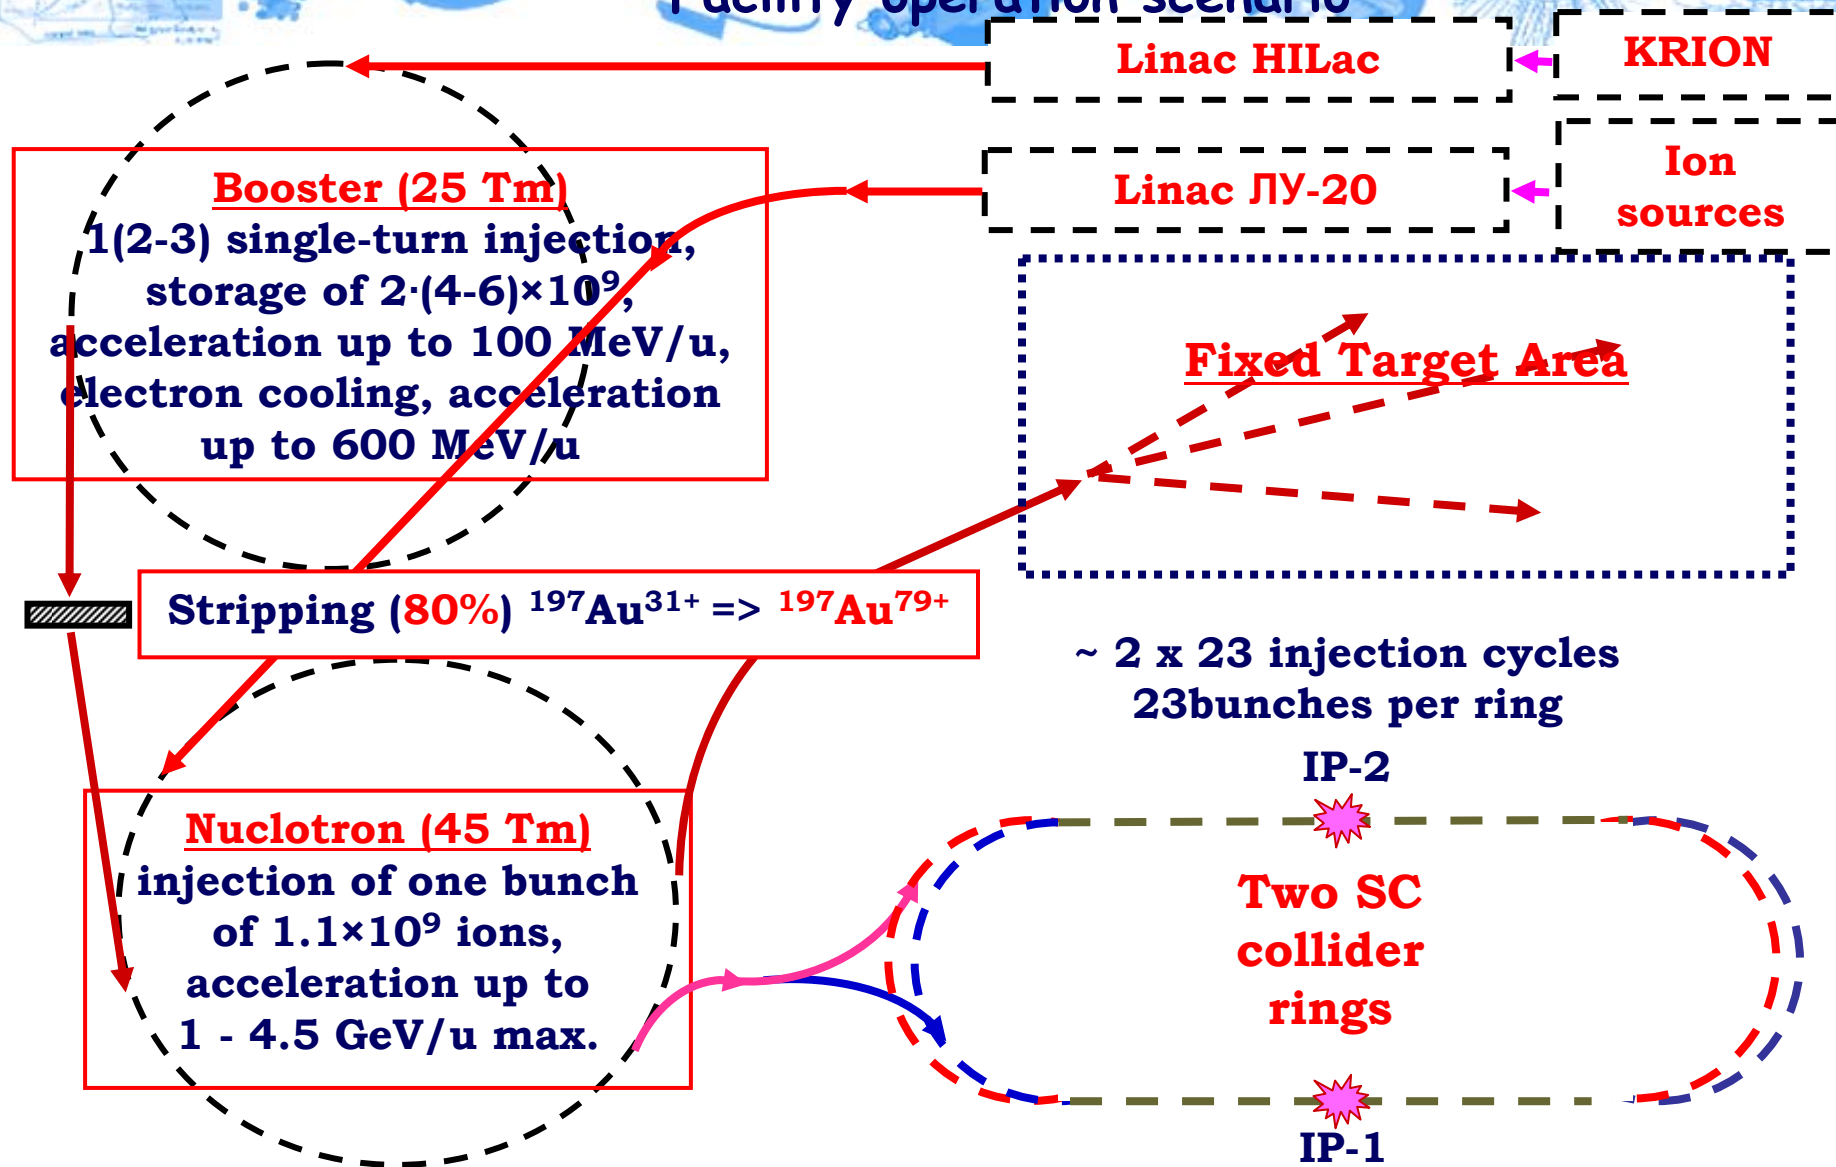 Facility operation scenario
Linac HILac
KRION
Linac ЛУ-20
Ion
sources
Booster (25 Tm)
1(2-3) single-turn injection,
storage of 2·(4-6)×10⁹,
acceleration up to 100 MeV/u,
electron cooling, acceleration
up to 600 MeV/u
Fixed Target Area
Stripping (80%) ¹⁹⁷Au³¹⁺ => ¹⁹⁷Au⁷⁹⁺
~ 2 x 23 injection cycles
23bunches per ring
IP-2
Nuclotron (45 Tm)
injection of one bunch
of 1.1×10⁹ ions,
acceleration up to
1 - 4.5 GeV/u max.
Two SC
collider
rings
IP-1